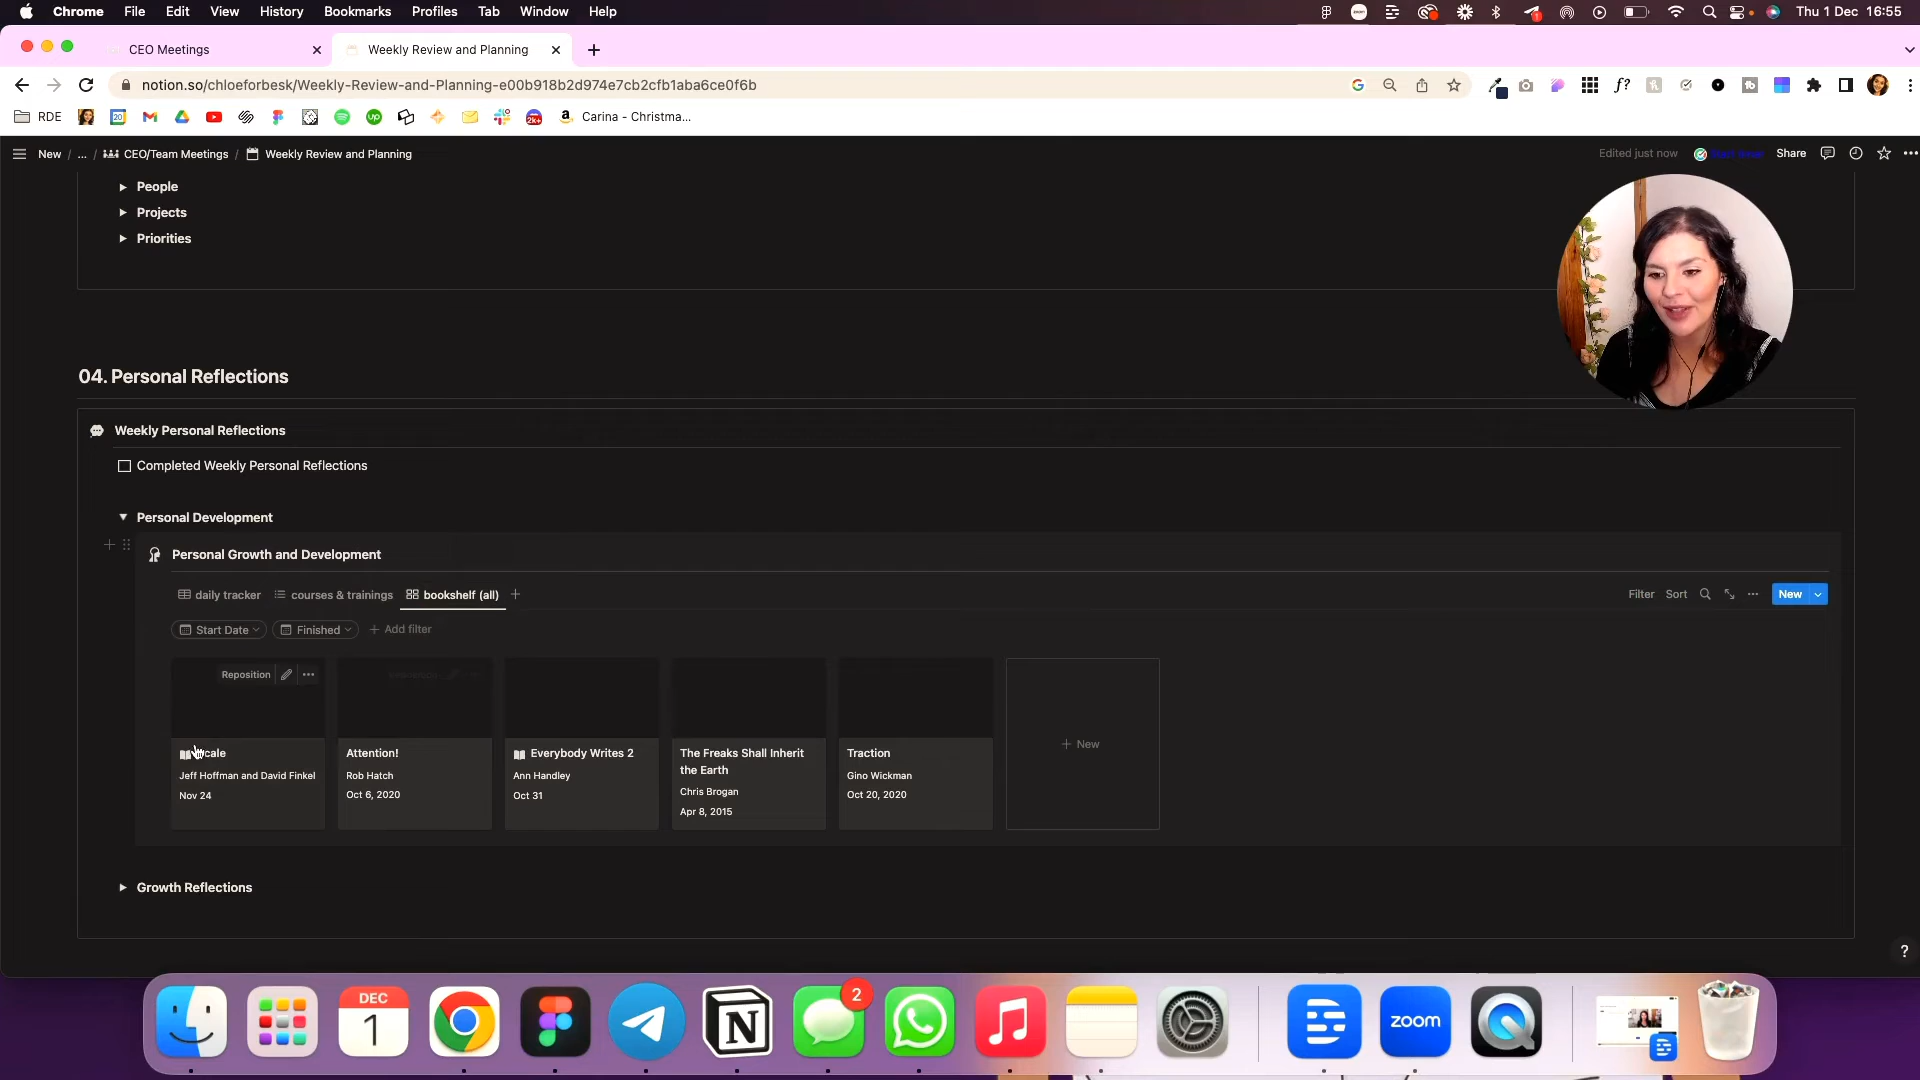 Chrome File Edit View History Bookmarks Profiles Tab Window Help
Thu 1 Dec 16:55
CEO Meetings
Weekly Review and Planning
notion.so/chloeforbesk/Weekly-Review-and-Planning-e00b918b2d974e7cb2cfb1aba6ce0f6b
RDE
Carina - Christma...
New / ... / CEO/Team Meetings / Weekly Review and Planning
Edited just now
Share
People
Projects
Priorities
04. Personal Reflections
Weekly Personal Reflections
Completed Weekly Personal Reflections
Personal Development
Personal Growth and Development
daily tracker courses & trainings bookshelf (all)
Filter Sort New
Start Date Finished + Add filter
Reposition
Attention!
Everybody Writes 2
The Freaks Shall Inherit
the Earth
Traction
+ New
Jeff Hoffman and David Finkel
Rob Hatch
Ann Handley
Chris Brogan
Gino Wickman
Nov 24
Oct 6, 2020
Oct 31
Apr 8, 2015
Oct 20, 2020
Growth Reflections
?
DEC
1
2
zoom